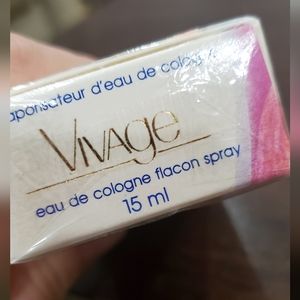 d'eau de
VIVAGE
eau de cologne flacon spray
15 ml